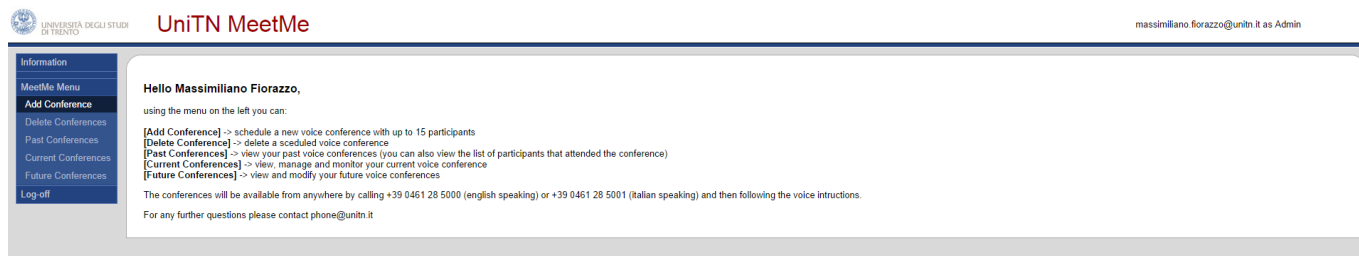 UNIVERSITÀ DEGLI STUDI
DI TRENTO
UniTN MeetMe
massimiliano.fiorazzo@unitn.it as Admin
Information
MeetMe Menu
Add Conference
Delete Conferences
Past Conferences
Current Conferences
Future Conferences
Log-off
Hello Massimiliano Fiorazzo,
using the menu on the left you can:
[Add Conference] -> schedule a new voice conference with up to 15 participants
[Delete Conference] -> delete a sceduled voice conference
[Past Conferences] -> view your past voice conferences (you can also view the list of participants that attended the conference)
[Current Conferences] -> view, manage and monitor your current voice conference
[Future Conferences] -> view and modify your future voice conferences
The conferences will be available from anywhere by calling +39 0461 28 5000 (english speaking) or +39 0461 28 5001 (italian speaking) and then following the voice intructions.
For any further questions please contact phone@unitn.it